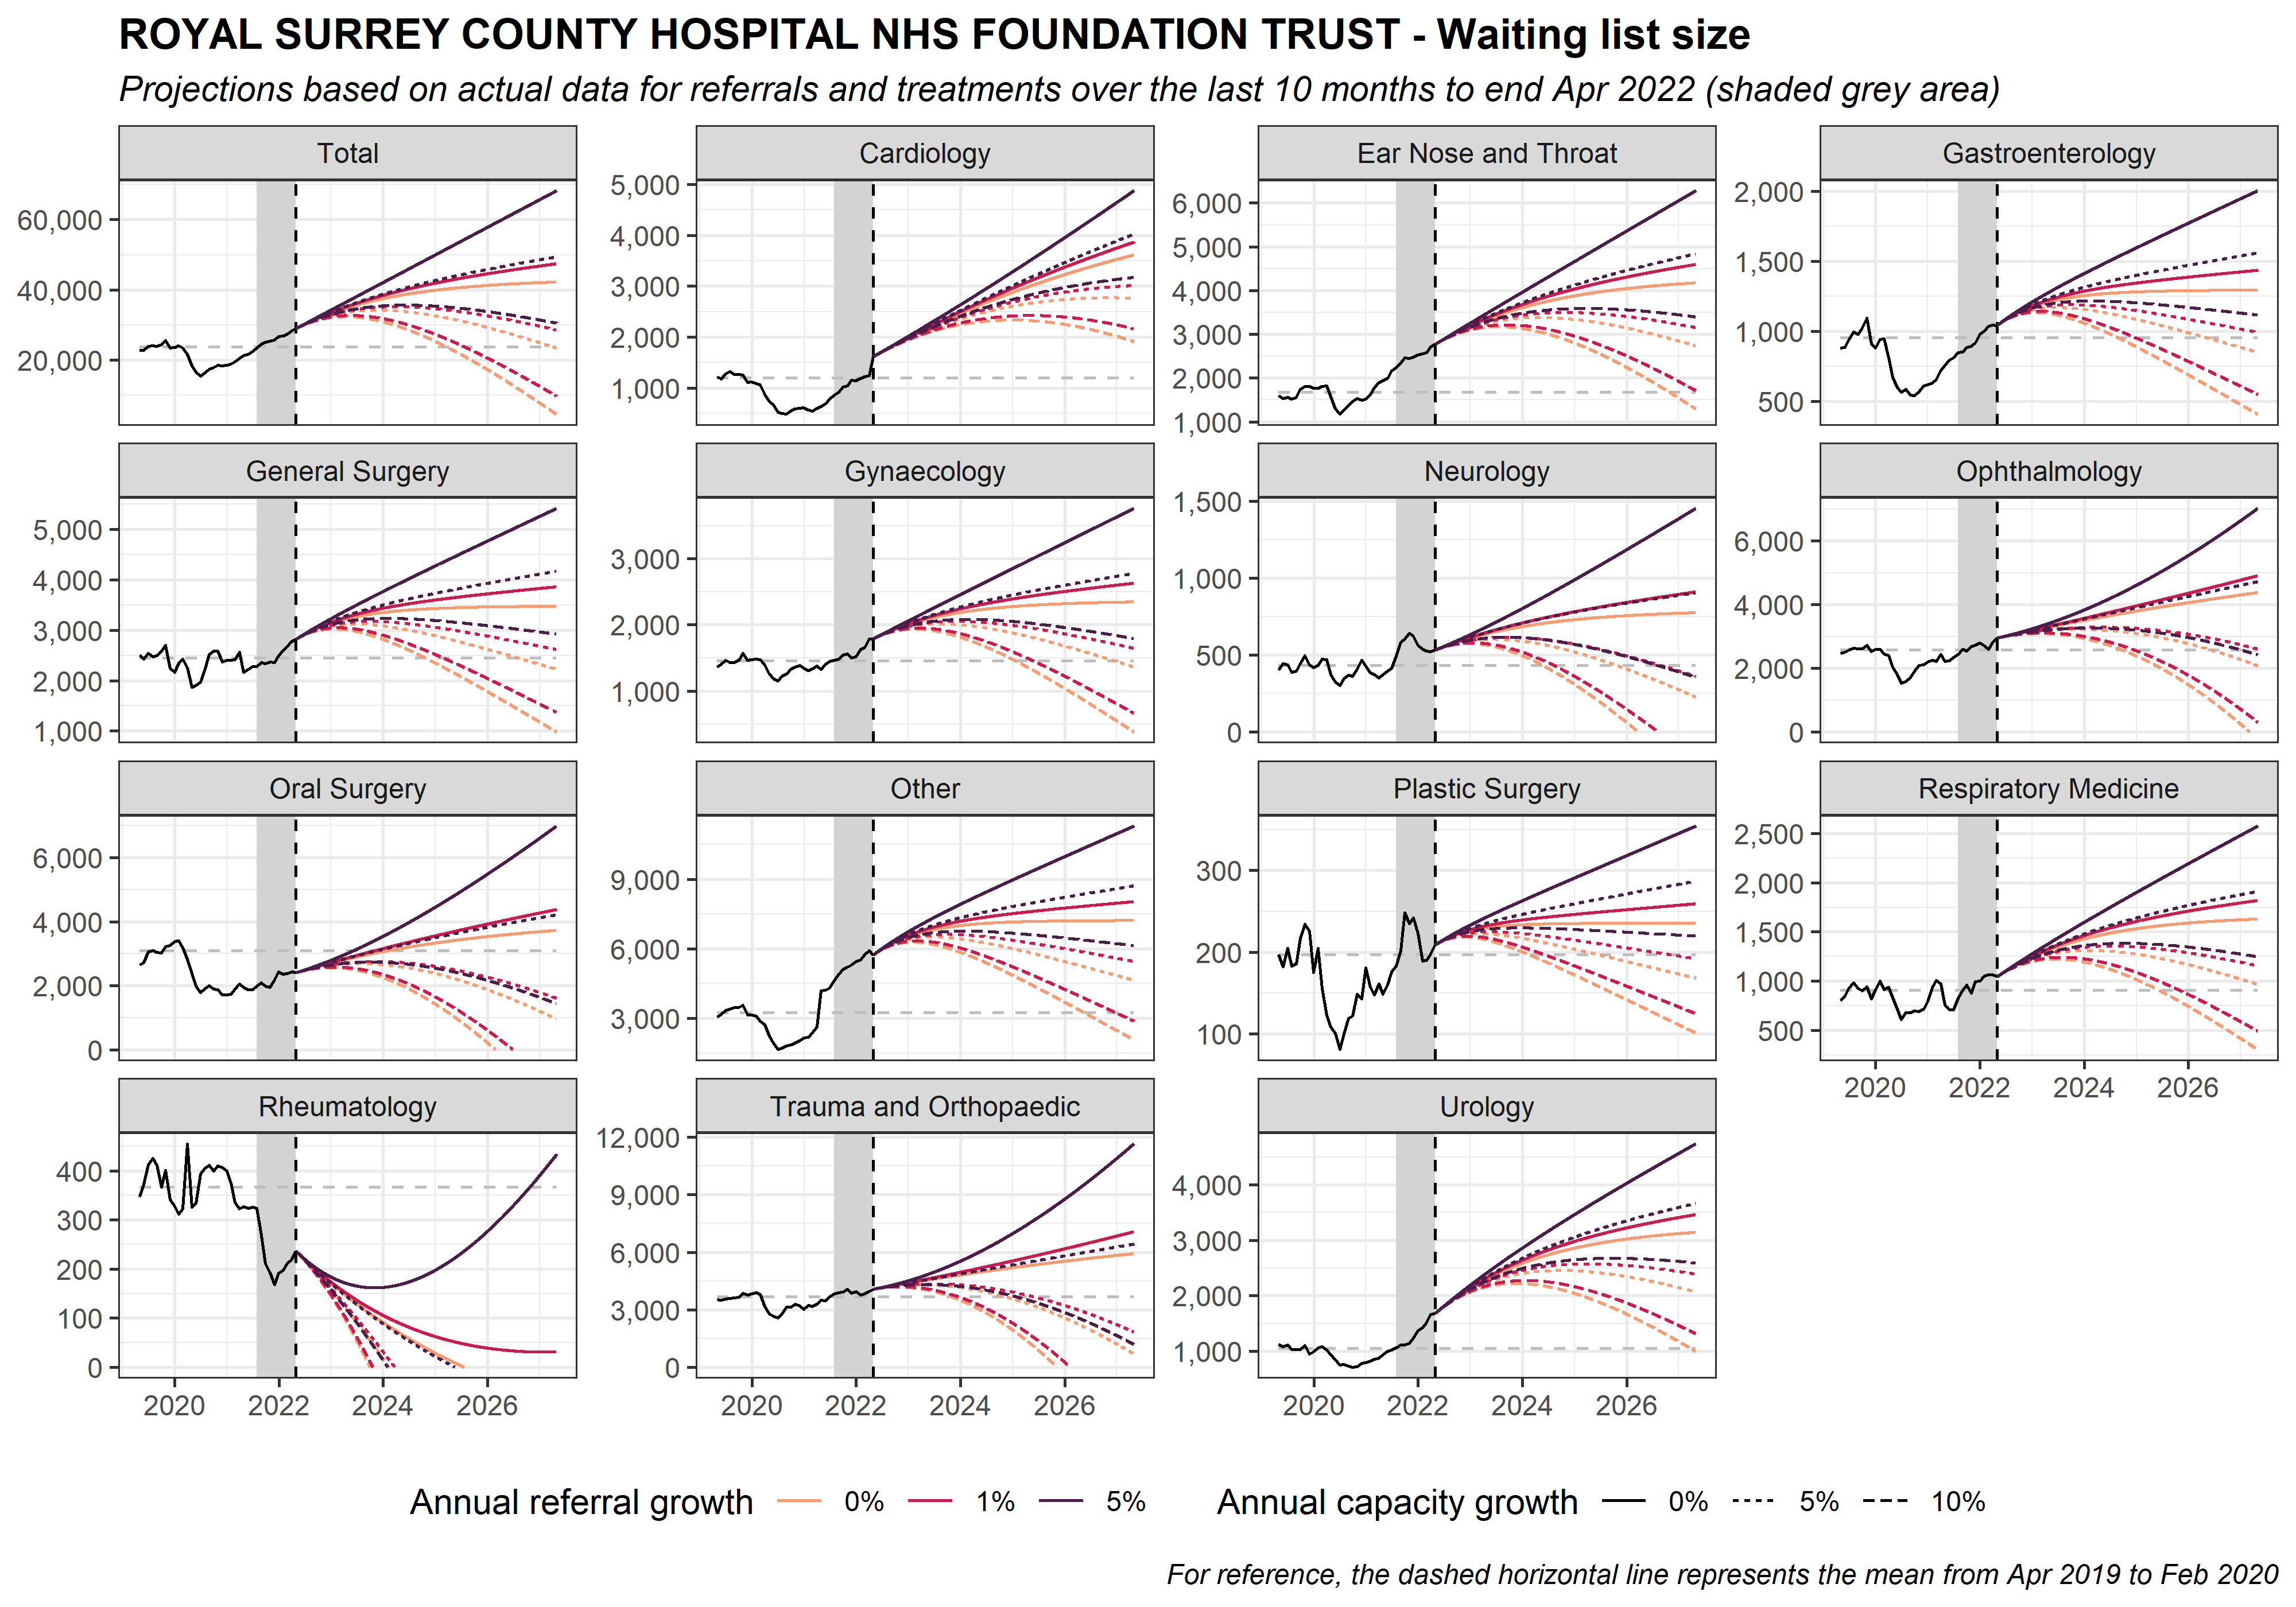 ROYAL SURREY COUNTY HOSPITAL NHS FOUNDATION TRUST - Waiting list size
Projections based on actual data for referrals and treatments over the last 10 months to end Apr 2022 (shaded grey area)
Total
60,000
40,000
20,000
Cardiology
5,000
4,000
3,000
2,000
1,000
Ear Nose and Throat
6,000
5,000
4,000
3,000
2,000
1,000
Gastroenterology
2,000
1,500
1,000
500
General Surgery
5,000
4,000
3,000
2,000
1,000
Gynaecology
3,000
2,000
1,000
Neurology
1,500
1,000
500
0
Ophthalmology
6,000
4,000
2,000
0
Oral Surgery
6,000
4,000
2,000
0
Other
9,000
6,000
3,000
Plastic Surgery
300
200
100
Respiratory Medicine
2,500
2,000
1,500
1,000
500
2020 2022 2024 2026
Rheumatology
400
300
200
100
0
2020 2022 2024 2026
Trauma and Orthopaedic
12,000
9,000
6,000
3,000
0
2020 2022 2024 2026
Urology
4,000
3,000
2,000
1,000
2020 2022 2024 2026
Annual referral growth 0% 1% 5% Annual capacity growth 0% 5% 10%
For reference, the dashed horizontal line represents the mean from Apr 2019 to Feb 2020